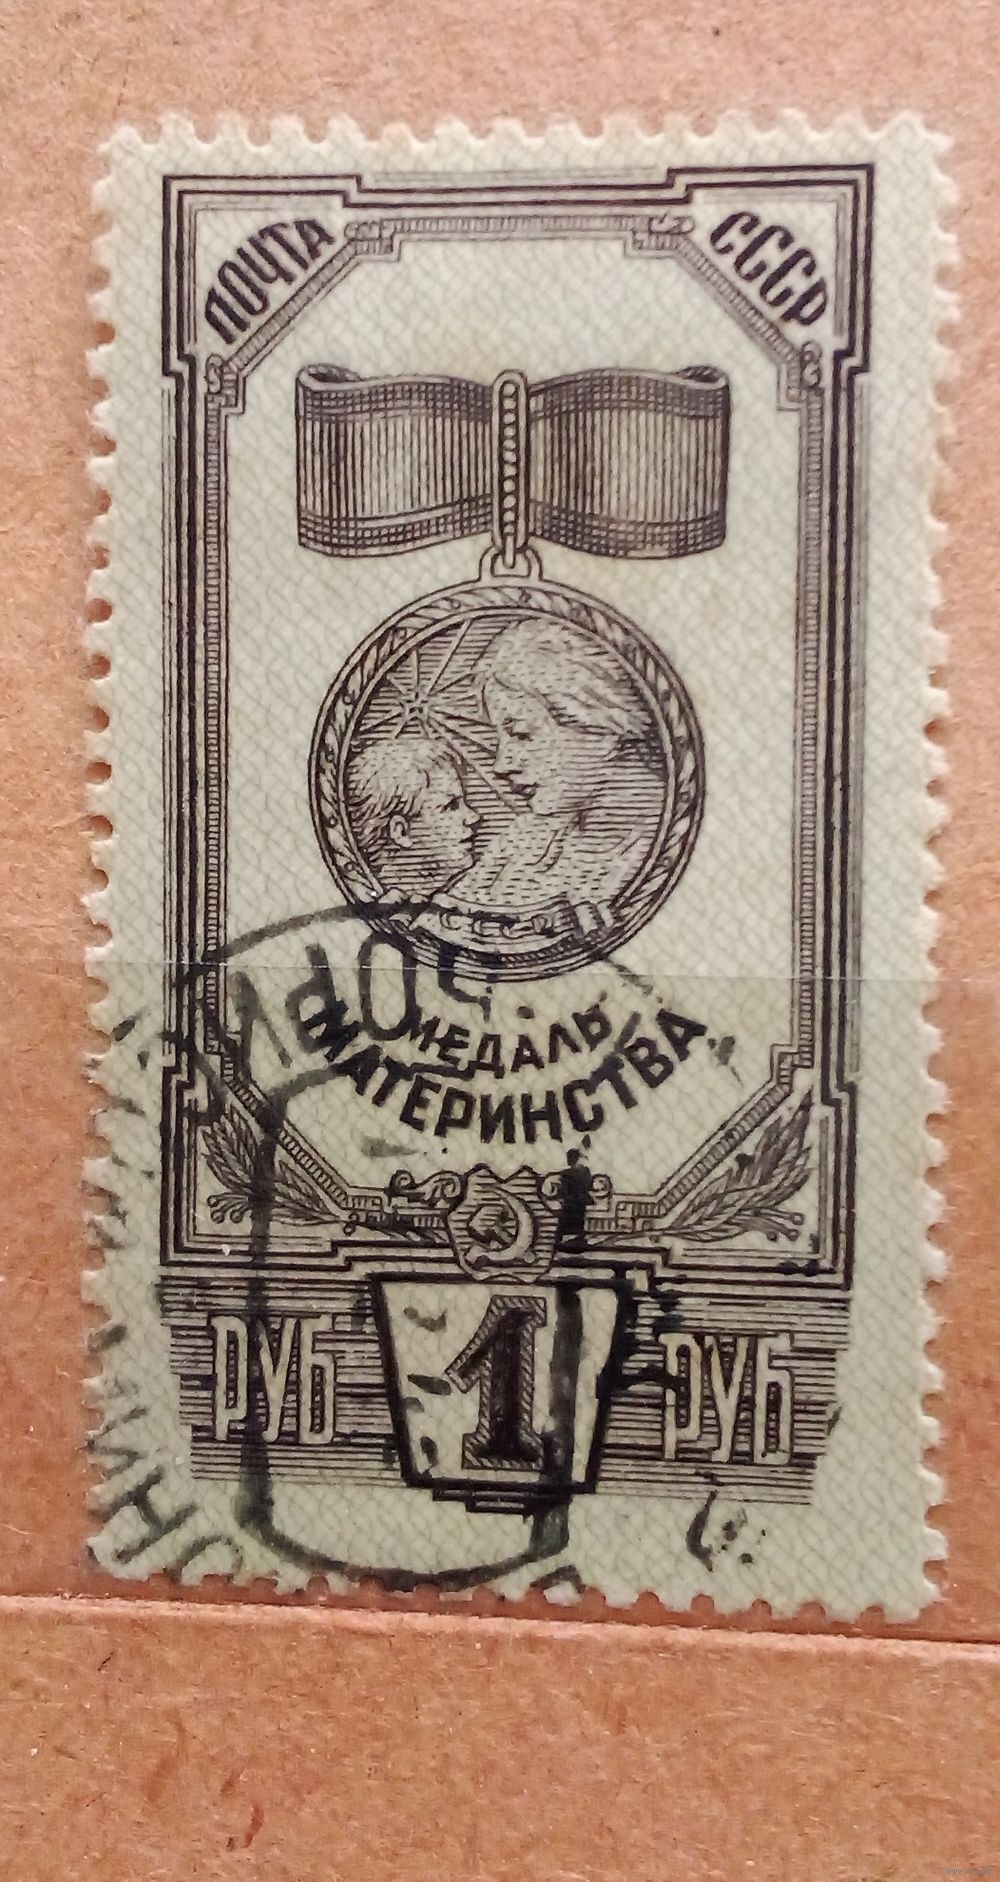 ПОЧТА СССР
СССР
МЕДАЛЬ
МАТЕРИНСТВА
РУБ 1 РУБ